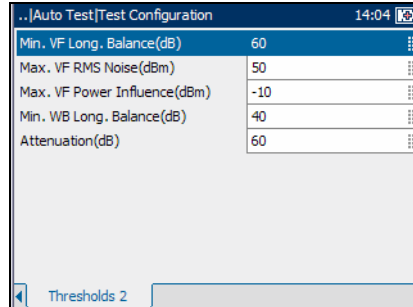 ..|Auto Test|Test Configuration 14:04
Min. VF Long. Balance(dB) 60
Max. VF RMS Noise(dBm) 50
Max. VF Power Influence(dBm) -10
Min. WB Long. Balance(dB) 40
Attenuation(dB) 60
Thresholds 2